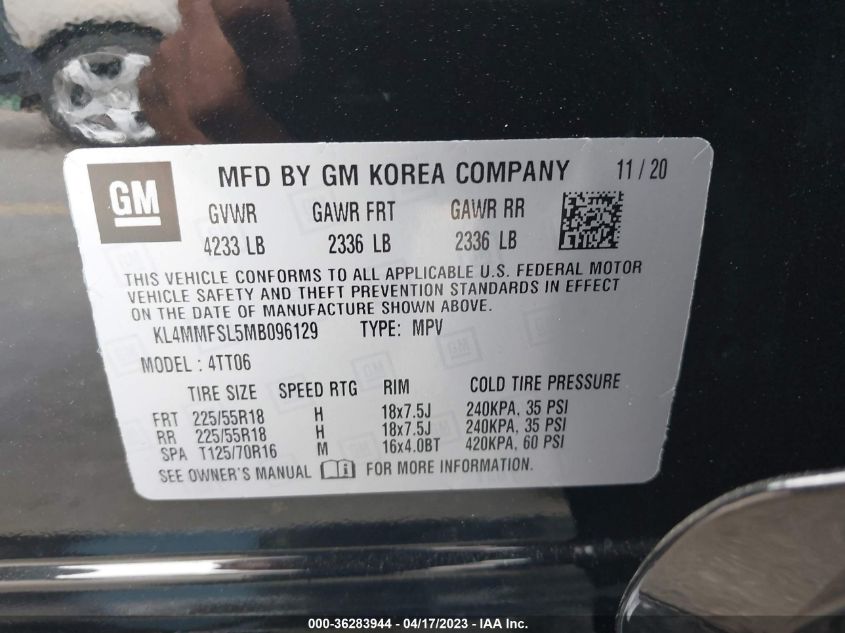 GM
MFD BY GM KOREA COMPANY 11/20
GVWR GAWR FRT GAWR RR
4233 LB 2336 LB 2336 LB
THIS VEHICLE CONFORMS TO ALL APPLICABLE U.S. FEDERAL MOTOR
VEHICLE SAFETY AND THEFT PREVENTION STANDARDS IN EFFECT
ON THE DATE OF MANUFACTURE SHOWN ABOVE.
KL4MMFSL5MB096129 TYPE: MPV
MODEL: 4TT06
TIRE SIZE SPEED RTG RIM COLD TIRE PRESSURE
FRT 225/55R18 H 18x7.5J 240KPA, 35 PSI
RR 225/55R18 H 18x7.5J 240KPA, 35 PSI
SPA T125/70R16 M 16x4.0BT 420KPA, 60 PSI
SEE OWNER'S MANUAL FOR MORE INFORMATION.
000-36283944 - 04/17/2023 - IAA Inc.